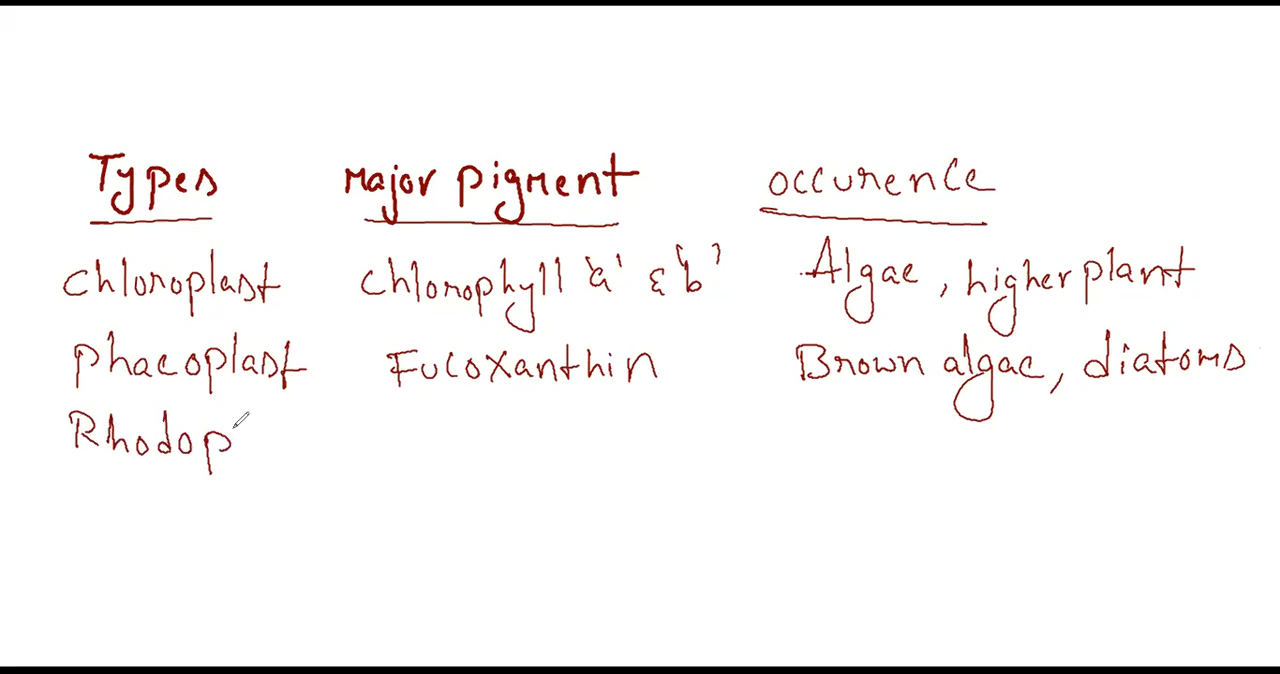 Types Major pigment occurence
Chloroplast Chlorophyll 'a' & 'b' Algae, higher plant
Phaeoplast Fucoxanthin Brown algae, diatoms
Rhodop